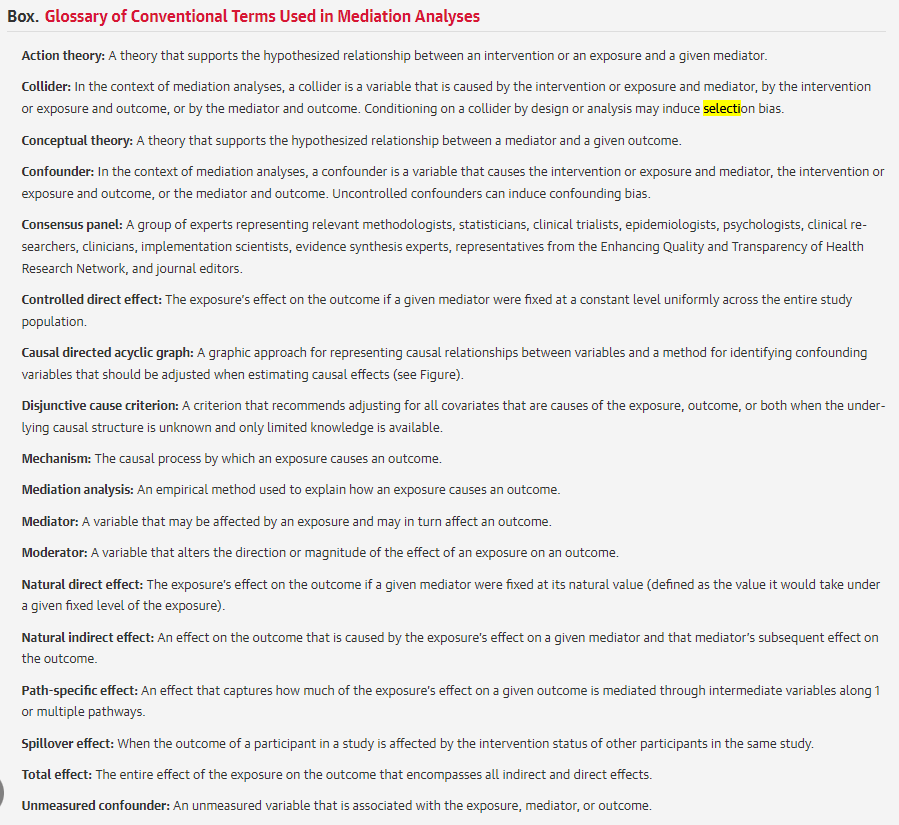 Box. Glossary of Conventional Terms Used in Mediation Analyses
Action theory: A theory that supports the hypothesized relationship between an intervention or an exposure and a given mediator.
Collider: In the context of mediation analyses, a collider is a variable that is caused by the intervention or exposure and mediator, by the intervention
or exposure and outcome, or by the mediator and outcome. Conditioning on a collider by design or analysis may induce selection bias.
Conceptual theory: A theory that supports the hypothesized relationship between a mediator and a given outcome.
Confounder: In the context of mediation analyses, a confounder is a variable that causes the intervention or exposure and mediator, the intervention or
exposure and outcome, or the mediator and outcome. Uncontrolled confounders can induce confounding bias.
Consensus panel: A group of experts representing relevant methodologists, statisticians, clinical trialists, epidemiologists, psychologists, clinical re-
searchers, clinicians, implementation scientists, evidence synthesis experts, representatives from the Enhancing Quality and Transparency of Health
Research Network, and journal editors.
Controlled direct effect: The exposure's effect on the outcome if a given mediator were fixed at a constant level uniformly across the entire study
population.
Causal directed acyclic graph: A graphic approach for representing causal relationships between variables and a method for identifying confounding
variables that should be adjusted when estimating causal effects (see Figure).
Disjunctive cause criterion: A criterion that recommends adjusting for all covariates that are causes of the exposure, outcome, or both when the under-
lying causal structure is unknown and only limited knowledge is available.
Mechanism: The causal process by which an exposure causes an outcome.
Mediation analysis: An empirical method used to explain how an exposure causes an outcome.
Mediator: A variable that may be affected by an exposure and may in turn affect an outcome.
Moderator: A variable that alters the direction or magnitude of the effect of an exposure on an outcome.
Natural direct effect: The exposure's effect on the outcome if a given mediator were fixed at its natural value (defined as the value it would take under
a given fixed level of the exposure).
Natural indirect effect: An effect on the outcome that is caused by the exposure's effect on a given mediator and that mediator's subsequent effect on
the outcome.
Path-specific effect: An effect that captures how much of the exposure's effect on a given outcome is mediated through intermediate variables along 1
or multiple pathways.
Spillover effect: When the outcome of a participant in a study is affected by the intervention status of other participants in the same study.
Total effect: The entire effect of the exposure on the outcome that encompasses all indirect and direct effects.
Unmeasured confounder: An unmeasured variable that is associated with the exposure, mediator, or outcome.